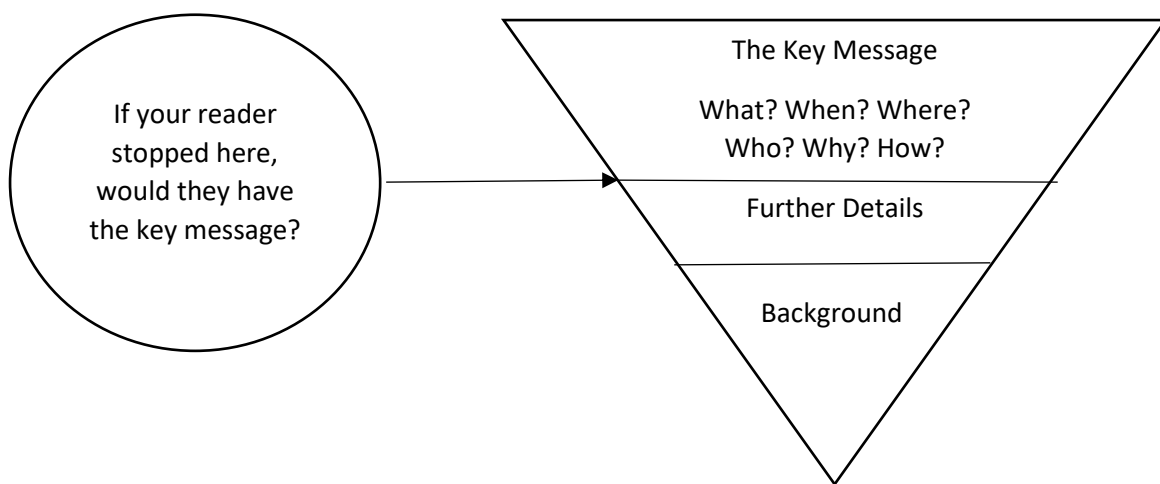 If your reader
stopped here,
would they have
the key message?
The Key Message
What? When? Where?
Who? Why? How?
Further Details
Background